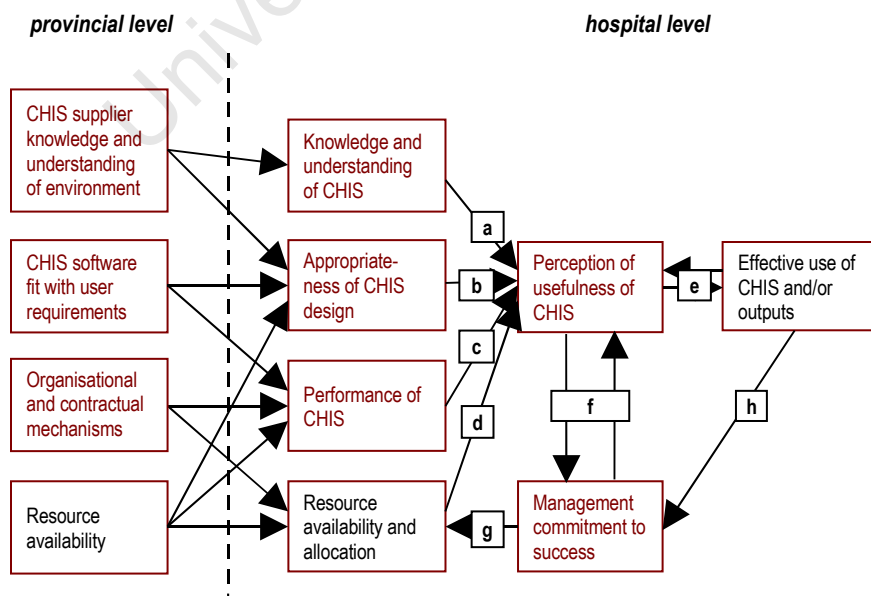 provincial level
hospital level
Univer
CHIS supplier
knowledge and
understanding
of environment
CHIS software
fit with user
requirements
Organisational
and contractual
mechanisms
Resource
availability
Knowledge and
understanding
of CHIS
Appropriate-
ness of CHIS
design
Performance of
CHIS
Resource
availability and
allocation
a
b
c
d
Perception of
usefulness of
CHIS
e
f
g
h
Management
commitment to
success
Effective use of
CHIS and/or
outputs